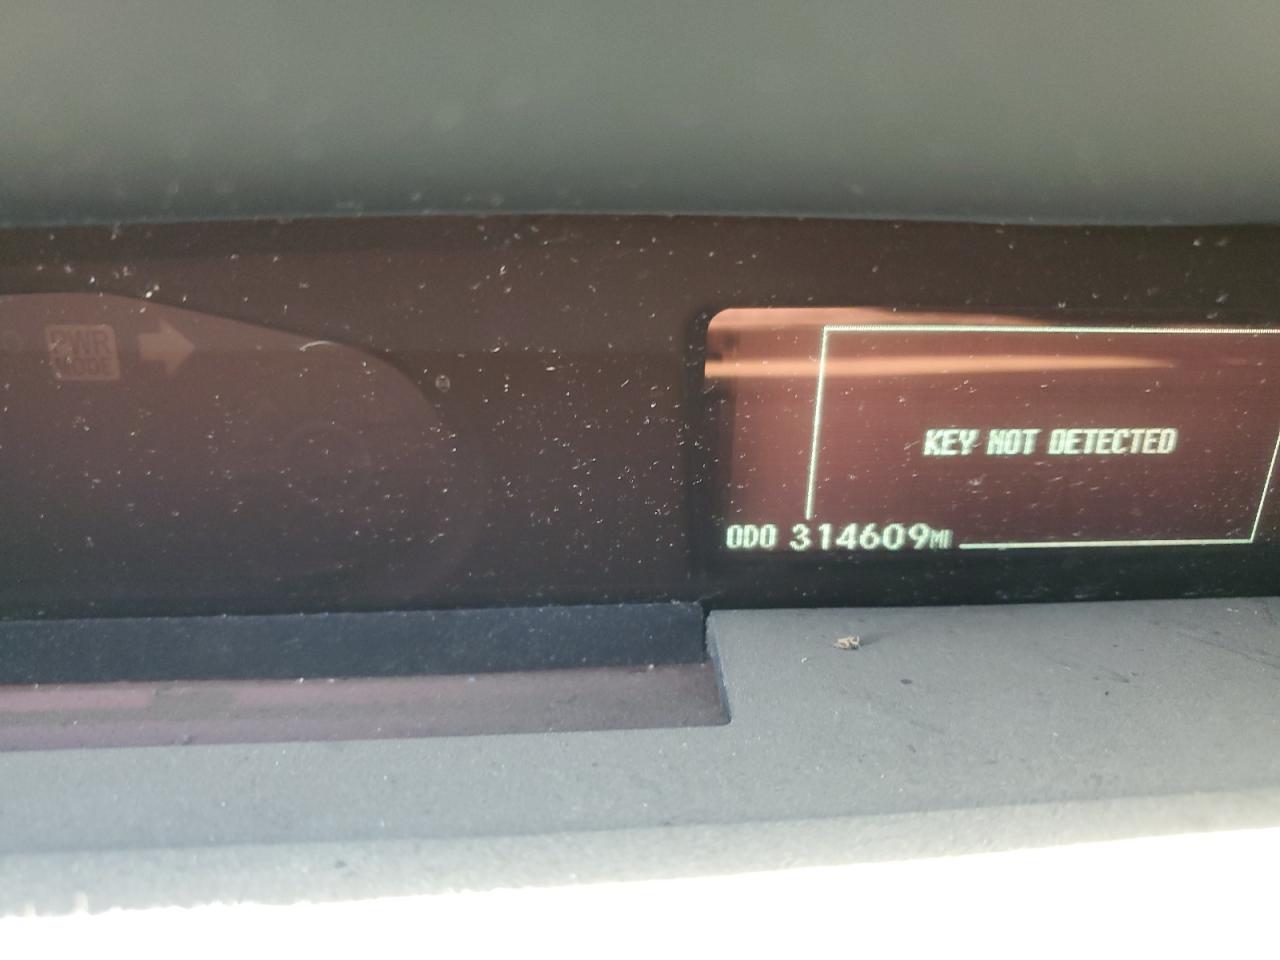 PWR
MODE
KEY NOT DETECTED
ODO 314609MI